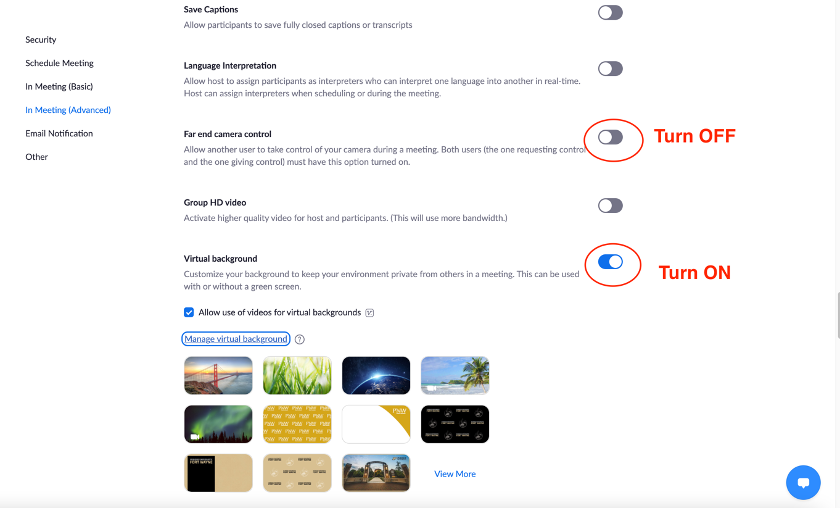 Save Captions
Allow participants to save fully closed captions or transcripts
Security
Language Interpretation
Schedule Meeting
Allow host to assign participants as interpreters who can interpret one language into another in real-time.
In Meeting (Basic)
Host can assign interpreters when scheduling or during the meeting.
In Meeting (Advanced)
Email Notification
Other
Far end camera control
Turn OFF
Allow another user to take control of your camera during a meeting. Both users (the one requesting control
and the one giving control) must have this option turned on.
Group HD video
Activate higher quality video for host and participants. (This will use more bandwidth.)
Virtual background
Customize your background to keep your environment private from others in a meeting. This can be used
with or without a green screen.
Turn ON
Allow use of videos for virtual backgrounds
Manage virtual background
PNW
FORT WAYNE
View More